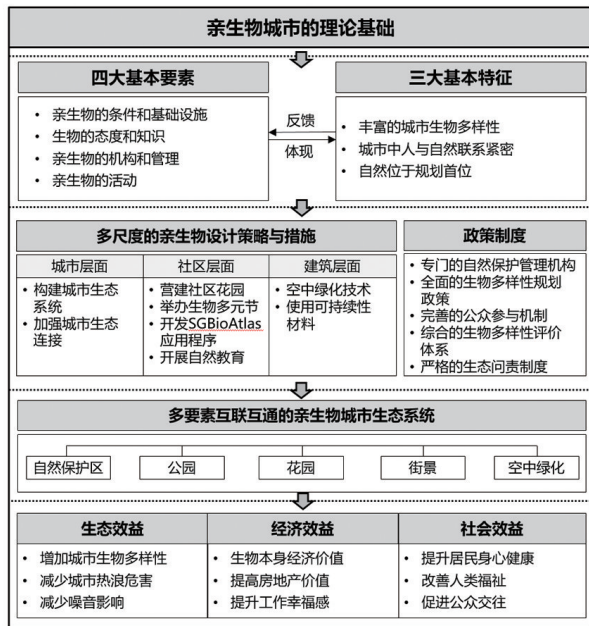 亲生物城市的理论基础
四大基本要素
• 亲生物的条件和基础设施
• 生物的态度和知识
• 亲生物的机构和管理
• 亲生物的活动
反馈
体现
三大基本特征
• 丰富的城市生物多样性
• 城市中人与自然联系紧密
• 自然位于规划首位
多尺度的亲生物设计策略与措施
城市层面
• 构建城市生态
系统
• 加强城市生态
连接
社区层面
• 营建社区花园
• 举办生物多元节
• 开发SGBioAtlas
应用程序
• 开展自然教育
建筑层面
• 空中绿化技术
• 使用可持续性
材料
政策制度
• 专门的自然保护管理机构
• 全面的生物多样性规划
政策
• 完善的公众参与机制
• 综合的生物多样性评价
体系
• 严格的生态问责制度
多要素互联互通的亲生物城市生态系统
自然保护区
公园
花园
街景
空中绿化
生态效益
• 增加城市生物多样性
• 减少城市热浪危害
• 减少噪音影响
经济效益
• 生物本身经济价值
• 提高房地产价值
• 提升工作幸福感
社会效益
• 提升居民身心健康
• 改善人类福祉
• 促进公众交往